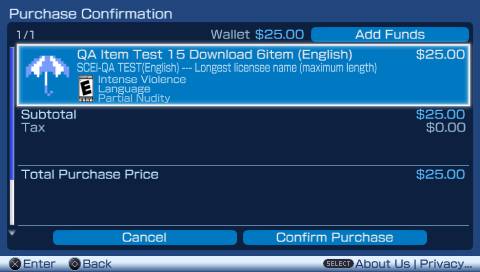 Purchase Confirmation
1/1 Wallet $25.00 Add Funds
QA Item Test 15 Download 6item (English) $25.00
SCEI-QA TEST(English) --- Longest licensee name (maximum length)
E
Intense Violence
Language
Partial Nudity
Subtotal $25.00
Tax $0.00
Total Purchase Price $25.00
Cancel Confirm Purchase
Enter Back SELECT About Us | Privacy...